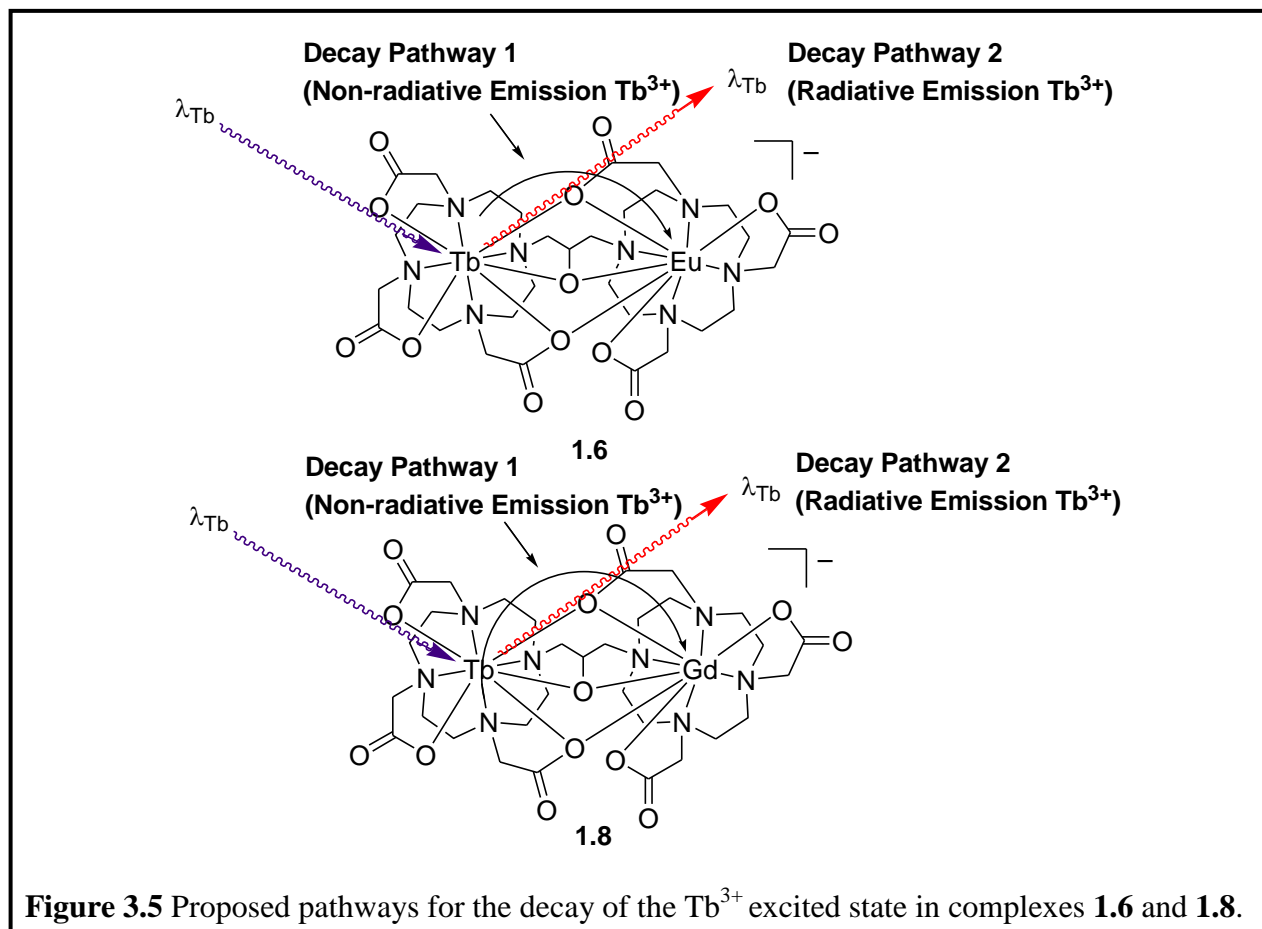 Decay Pathway 1
(Non-radiative Emission Tb3+)
Decay Pathway 2
(Radiative Emission Tb3+)
λTb
λTb
O
O
O
O
N
N
N
N
Tb
N
N
N
N
Eu
O
O
O
O
O
O
O
O
O
O
–
1.6
Decay Pathway 1
(Non-radiative Emission Tb3+)
Decay Pathway 2
(Radiative Emission Tb3+)
λTb
λTb
O
O
O
O
N
N
N
N
Tb
N
N
N
N
Gd
O
O
O
O
O
O
O
O
O
–
1.8
Figure 3.5 Proposed pathways for the decay of the Tb3+ excited state in complexes 1.6 and 1.8.